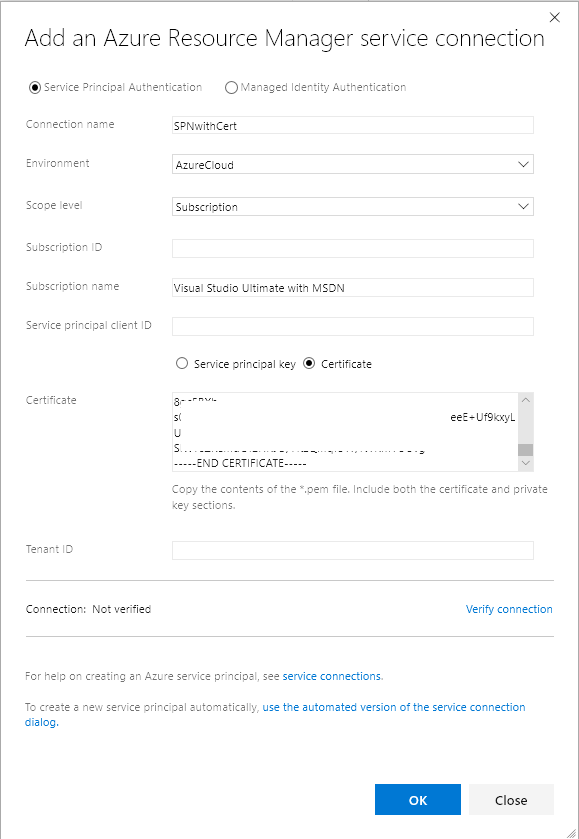 Add an Azure Resource Manager service connection
Service Principal Authentication Managed Identity Authentication
Connection name SPNwithCert
Environment AzureCloud
Scope level Subscription
Subscription ID
Subscription name Visual Studio Ultimate with MSDN
Service principal client ID
Service principal key Certificate
Certificate
eeE+Uf9kxyL
U
-----END CERTIFICATE-----
Copy the contents of the *.pem file. Include both the certificate and private
key sections.
Tenant ID
Connection: Not verified Verify connection
For help on creating an Azure service principal, see service connections.
To create a new service principal automatically, use the automated version of the service connection
dialog.
OK Close